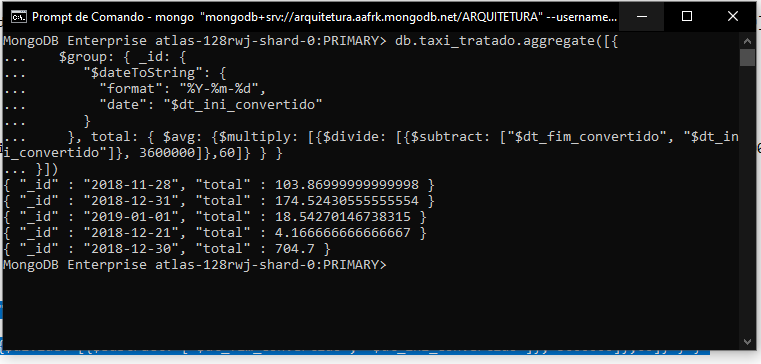 Prompt de Comando - mongo "mongodb+srv://arquitetura.aafrk.mongodb.net/ARQUITETURA" --username...
MongoDB Enterprise atlas-128rwj-shard-0:PRIMARY> db.taxi_tratado.aggregate([{
...     $group: { _id: {
...        "$dateToString": {
...          "format": "%Y-%m-%d",
...          "date": "$dt_ini_convertido"
...        }
...      }, total: { $avg: {$multiply: [{$divide: [{$subtract: ["$dt_fim_convertido", "$dt_in
i_convertido"]}, 3600000]},60]} } }
... }])
{ "_id" : "2018-11-28", "total" : 103.86999999999998 }
{ "_id" : "2018-12-31", "total" : 174.52430555555554 }
{ "_id" : "2019-01-01", "total" : 18.54270146738315 }
{ "_id" : "2018-12-21", "total" : 4.166666666666667 }
{ "_id" : "2018-12-30", "total" : 704.7 }
MongoDB Enterprise atlas-128rwj-shard-0:PRIMARY>